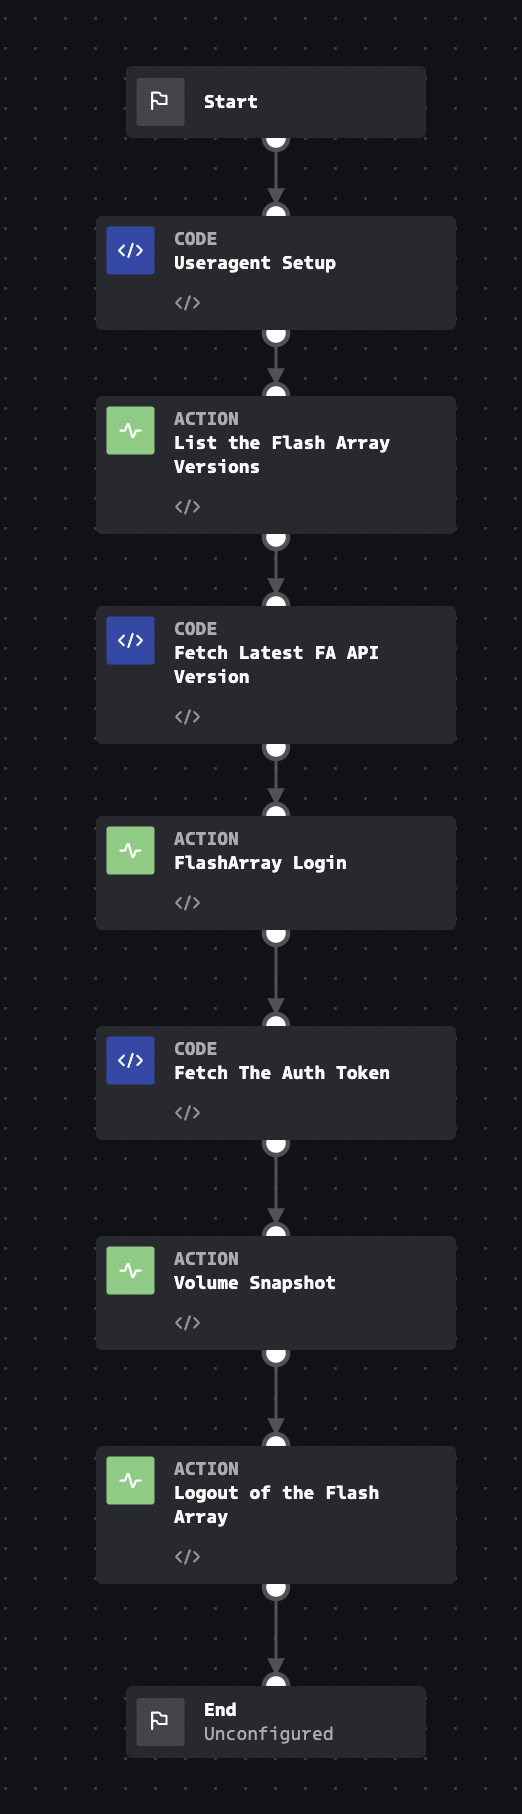 Start
CODE
Useragent Setup
</>
ACTION
List the Flash Array
Versions
</>
CODE
Fetch Latest FA API
Version
</>
ACTION
FlashArray Login
</>
CODE
Fetch The Auth Token
</>
ACTION
Volume Snapshot
</>
ACTION
Logout of the Flash
Array
</>
End
Unconfigured